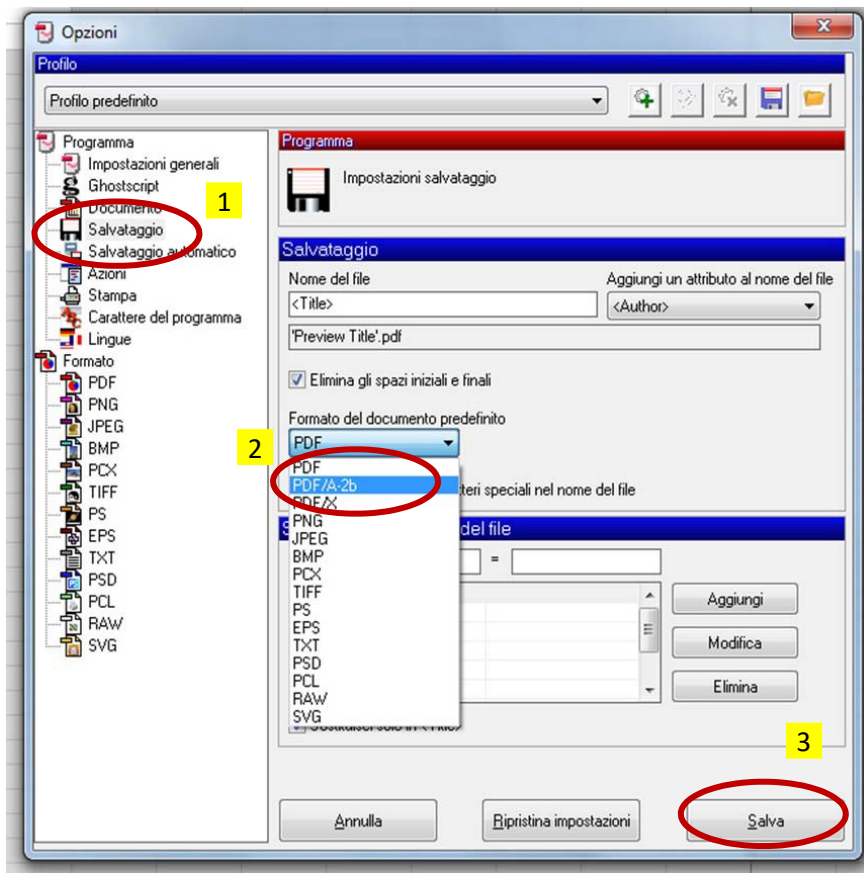 Opzioni
Profilo
Profilo predefinito
Programma
Impostazioni generali
Ghostscript
Documento
1
Salvataggio
Salvataggio automatico
Azioni
Stampa
Carattere del programma
Lingue
Formato
PDF
PNG
JPEG
BMP
PCX
TIFF
PS
EPS
TXT
PSD
PCL
RAW
SVG
Programma
Impostazioni salvataggio
Salvataggio
Nome del file
Aggiungi un attributo al nome del file
<Title>
<Author>
'Preview Title'.pdf
Elimina gli spazi iniziali e finali
Formato del documento predefinito
2
PDF
PDF
PDF/A-2b
PDF/X
PNG
JPEG
BMP
PCX
TIFF
PS
EPS
TXT
PSD
PCL
RAW
SVG
teri speciali nel nome del file
S
del file
=
Aggiungi
Modifica
Elimina
Sostituisci solo in <Title>
3
Annulla
Ripristina impostazioni
Salva